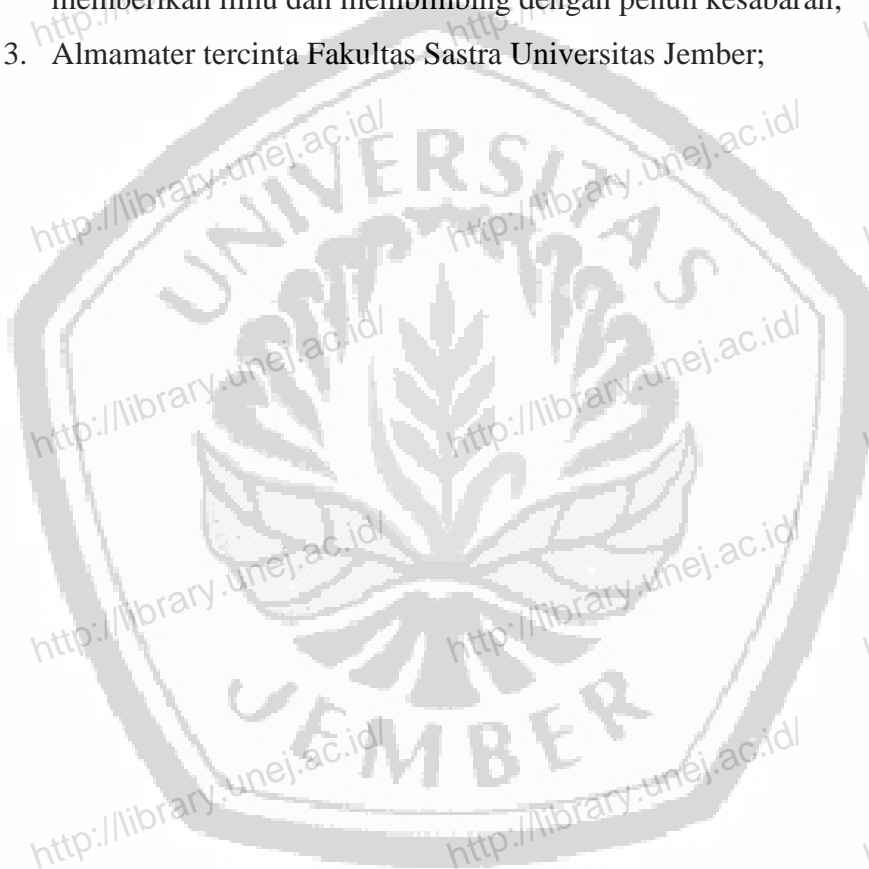 memberikan ilmu dan membimbing dengan penuh kesabaran;
3. Almamater tercinta Fakultas Sastra Universitas Jember;
http://library.unej.ac.id/ http://library.unej.ac.id/
UNIVERSITAS
http://library.unej.ac.id/ http://library.unej.ac.id/
http://library.unej.ac.id/ http://library.unej.ac.id/
JEMBER
http://library.unej.ac.id/ http://library.unej.ac.id/